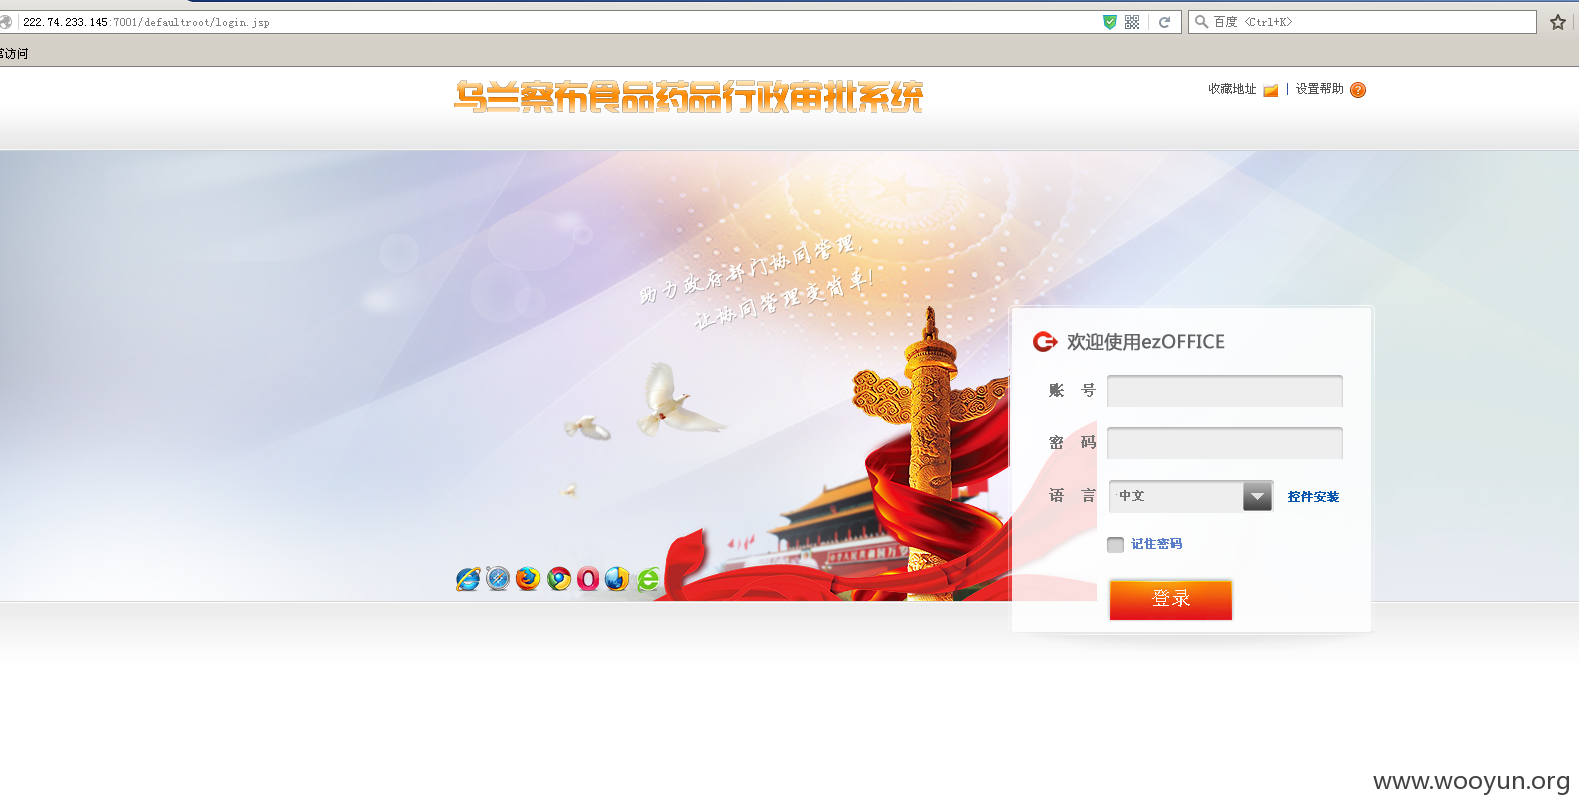 222.74.233.145:7001/defaultroot/login.jsp
百度 <Ctrl+K>
常访问
乌兰察布食品药品行政审批系统
收藏地址 | 设置帮助
助力政府部门协同管理,
让协同管理变简单!
欢迎使用ezOFFICE
账 号
密 码
语 言 中文 控件安装
记住密码
登录
www.wooyun.org